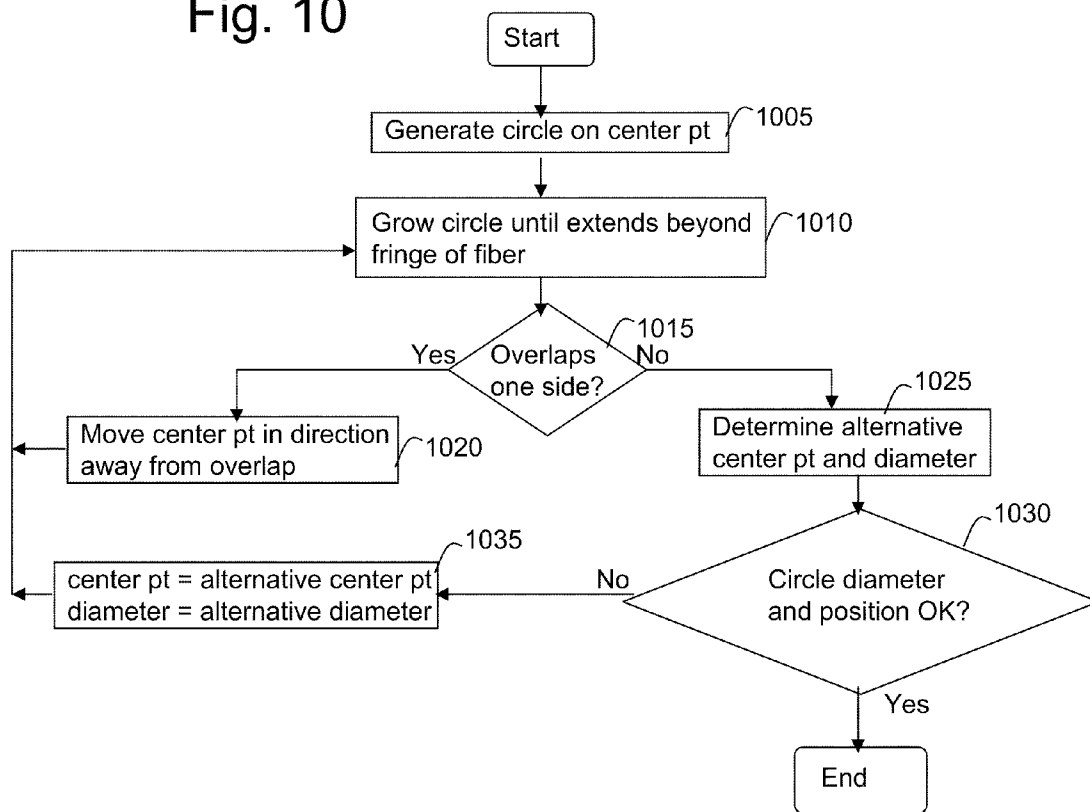 Fig. 10
Start
Generate circle on center pt
1005
Grow circle until extends beyond
fringe of fiber
1010
Overlaps
one side?
1015
Yes
No
Move center pt in direction
away from overlap
1020
Determine alternative
center pt and diameter
1025
Circle diameter
and position OK?
1030
No
center pt = alternative center pt
diameter = alternative diameter
1035
Yes
End